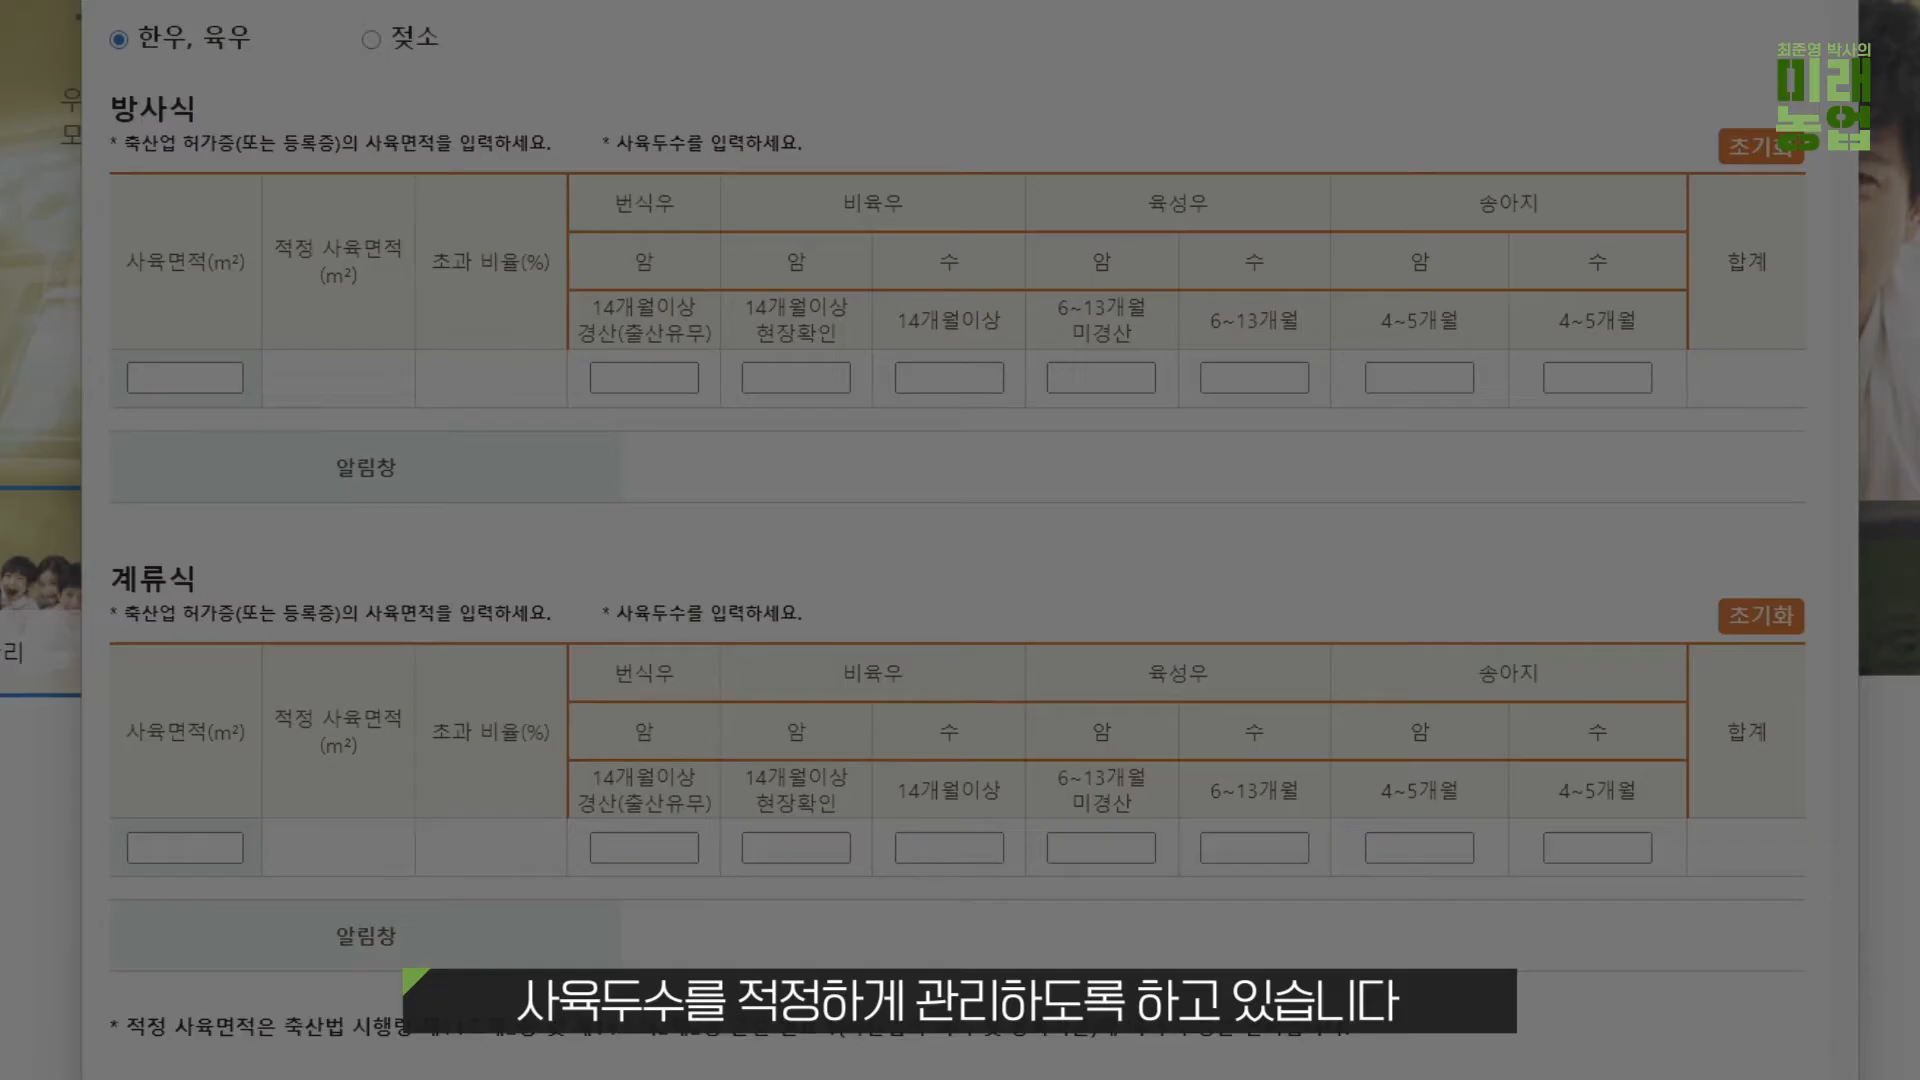 한우, 육우 젖소
최준영 박사의
미래
농업
우
모
방사식
* 축산업 허가증(또는 등록증)의 사육면적을 입력하세요. * 사육두수를 입력하세요.
초기화
사육면적(m²) 적정 사육면적(m²) 초과 비율(%) 번식우 비육우 육성우 송아지 합계
암 암 수 암 수 암 수
14개월이상 경산(출산유무) 14개월이상 현장확인 14개월이상 6~13개월 미경산 6~13개월 4~5개월 4~5개월
알림창
계류식
* 축산업 허가증(또는 등록증)의 사육면적을 입력하세요. * 사육두수를 입력하세요.
초기화
리
사육면적(m²) 적정 사육면적(m²) 초과 비율(%) 번식우 비육우 육성우 송아지 합계
암 암 수 암 수 암 수
14개월이상 경산(출산유무) 14개월이상 현장확인 14개월이상 6~13개월 미경산 6~13개월 4~5개월 4~5개월
알림창
사육두수를 적정하게 관리하도록 하고 있습니다
* 적정 사육면적은 축산법 시행령